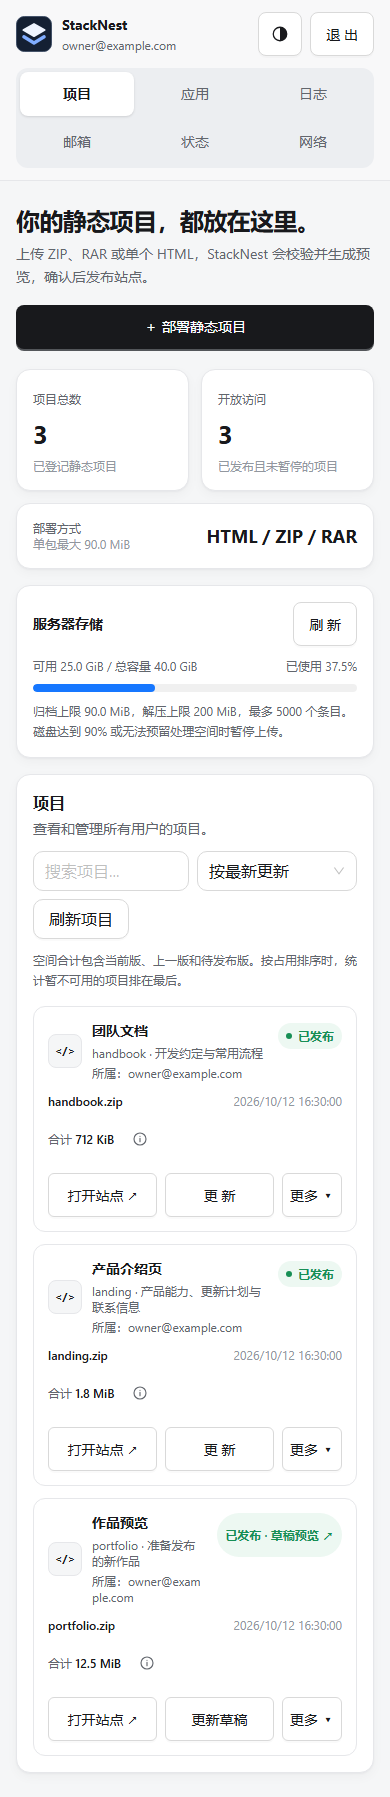 StackNest
owner@example.com
退 出
项目
应用
日志
邮箱
状态
网络
你的静态项目，都放在这里。
上传 ZIP、RAR 或单个 HTML，StackNest 会校验并生成预
览，确认后发布站点。
+ 部署静态项目
项目总数
3
已登记静态项目
开放访问
3
已发布且未暂停的项目
部署方式
单包最大 90.0 MiB
HTML / ZIP / RAR
服务器存储
刷 新
可用 25.0 GiB / 总容量 40.0 GiB
已使用 37.5%
归档上限 90.0 MiB，解压上限 200 MiB，最多 5000 个条目。
磁盘达到 90% 或无法预留处理空间时暂停上传。
项目
查看和管理所有用户的项目。
搜索项目...
按最新更新
刷新项目
空间合计包含当前版、上一版和待发布版。按占用排序时，统
计暂不可用的项目排在最后。
</>
团队文档
handbook · 开发约定与常用流程
所属：owner@example.com
已发布
handbook.zip
2026/10/12 16:30:00
合计 712 KiB
打开站点 ↗
更 新
更多 ▾
</>
产品介绍页
landing · 产品能力、更新计划与
联系信息
所属：owner@example.com
已发布
landing.zip
2026/10/12 16:30:00
合计 1.8 MiB
打开站点 ↗
更 新
更多 ▾
</>
作品预览
portfolio · 准备发布
的新作品
所属：owner@exam
ple.com
已发布 · 草稿预览 ↗
portfolio.zip
2026/10/12 16:30:00
合计 12.5 MiB
打开站点 ↗
更新草稿
更多 ▾